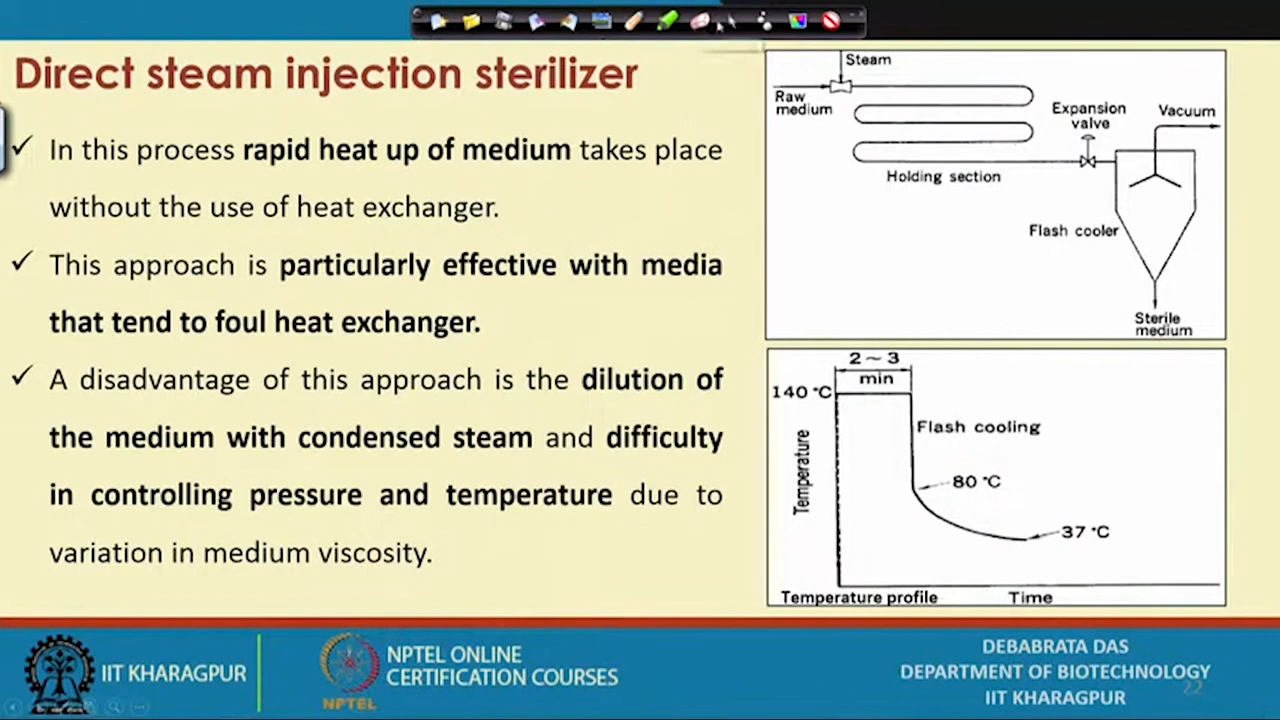 Direct steam injection sterilizer
✓ In this process rapid heat up of medium takes place
without the use of heat exchanger.
✓ This approach is particularly effective with media
that tend to foul heat exchanger.
✓ A disadvantage of this approach is the dilution of
the medium with condensed steam and difficulty
in controlling pressure and temperature due to
variation in medium viscosity.
Steam
Raw
medium
Expansion
valve
Vacuum
Holding section
Flash cooler
Sterile
medium
2 ~ 3
min
140 °C
Flash cooling
Temperature
80 °C
37 °C
Temperature profile
Time
IIT KHARAGPUR
NPTEL
NPTEL ONLINE
CERTIFICATION COURSES
DEBABRATA DAS
DEPARTMENT OF BIOTECHNOLOGY
IIT KHARAGPUR
22